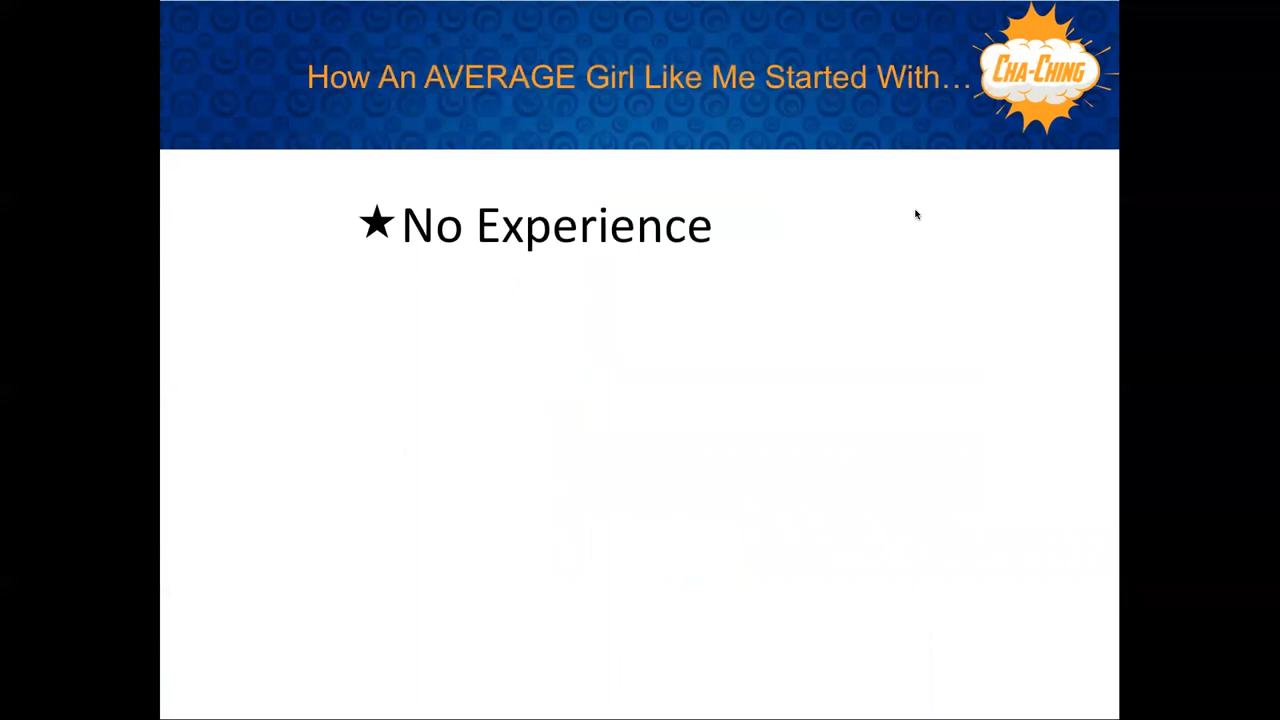 How An AVERAGE Girl Like Me Started With…
CHA-CHING
★No Experience